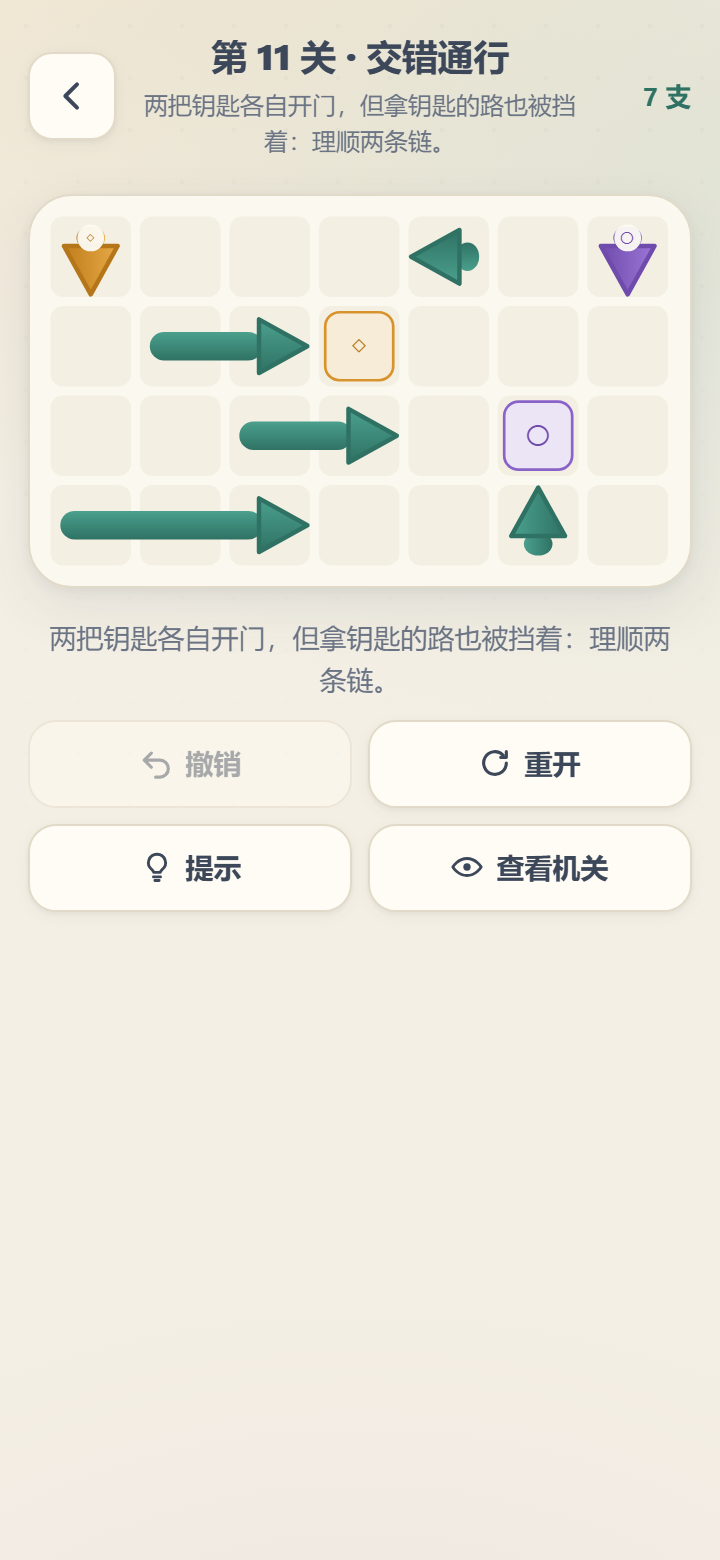 第 11 关 · 交错通行
两把钥匙各自开门，但拿钥匙的路也被挡
着：理顺两条链。
7 支
两把钥匙各自开门，但拿钥匙的路也被挡着：理顺两
条链。
撤销
重开
提示
查看机关